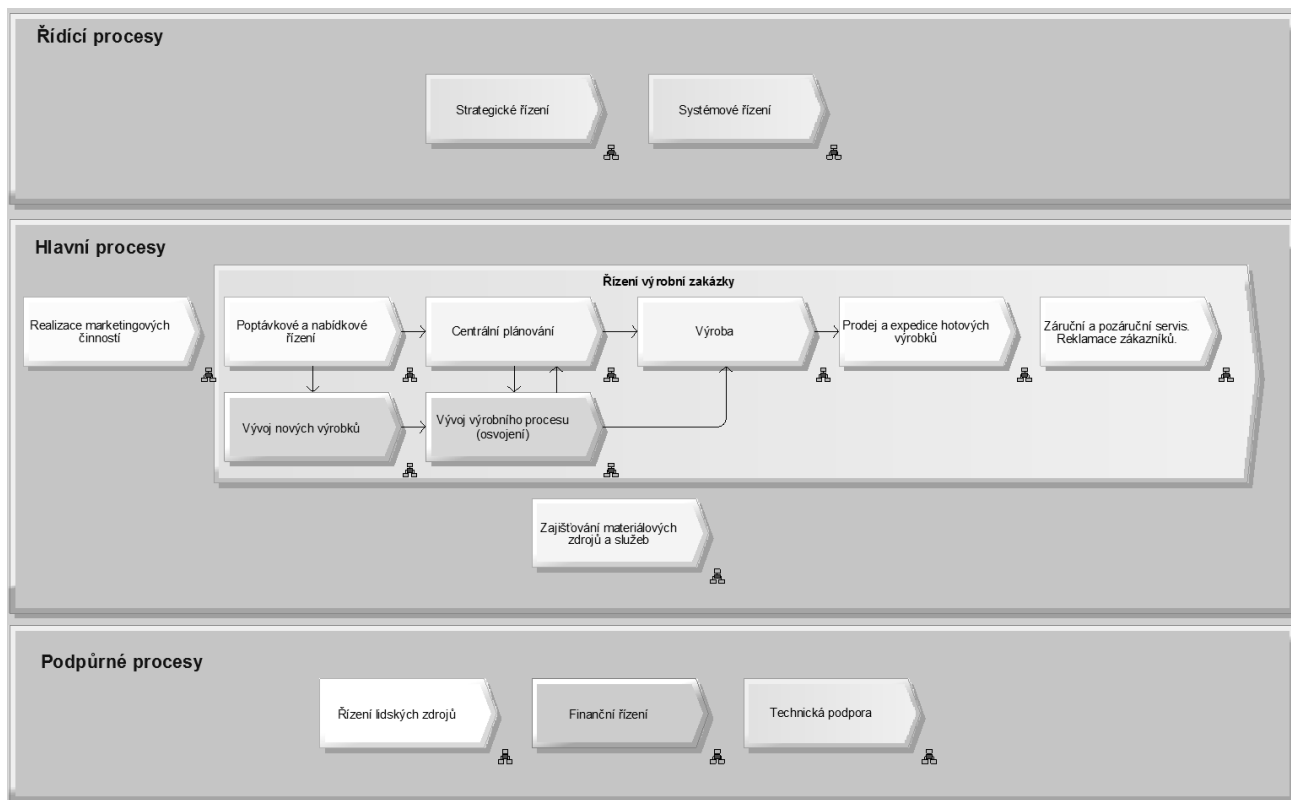 Řídící procesy
Strategické řízení
Systémové řízení
Hlavní procesy
Řízení výrobní zakázky
Realizace marketingových
činností
Poptávkové a nabídkové
řízení
Centrální plánování
Výroba
Prodej a expedice hotových
výrobků
Záruční a pozáruční servis.
Reklamace zákazníků.
Vývoj nových výrobků
Vývoj výrobního procesu
(osvojení)
Zajišťování materiálových
zdrojů a služeb
Podpůrné procesy
Řízení lidských zdrojů
Finanční řízení
Technická podpora